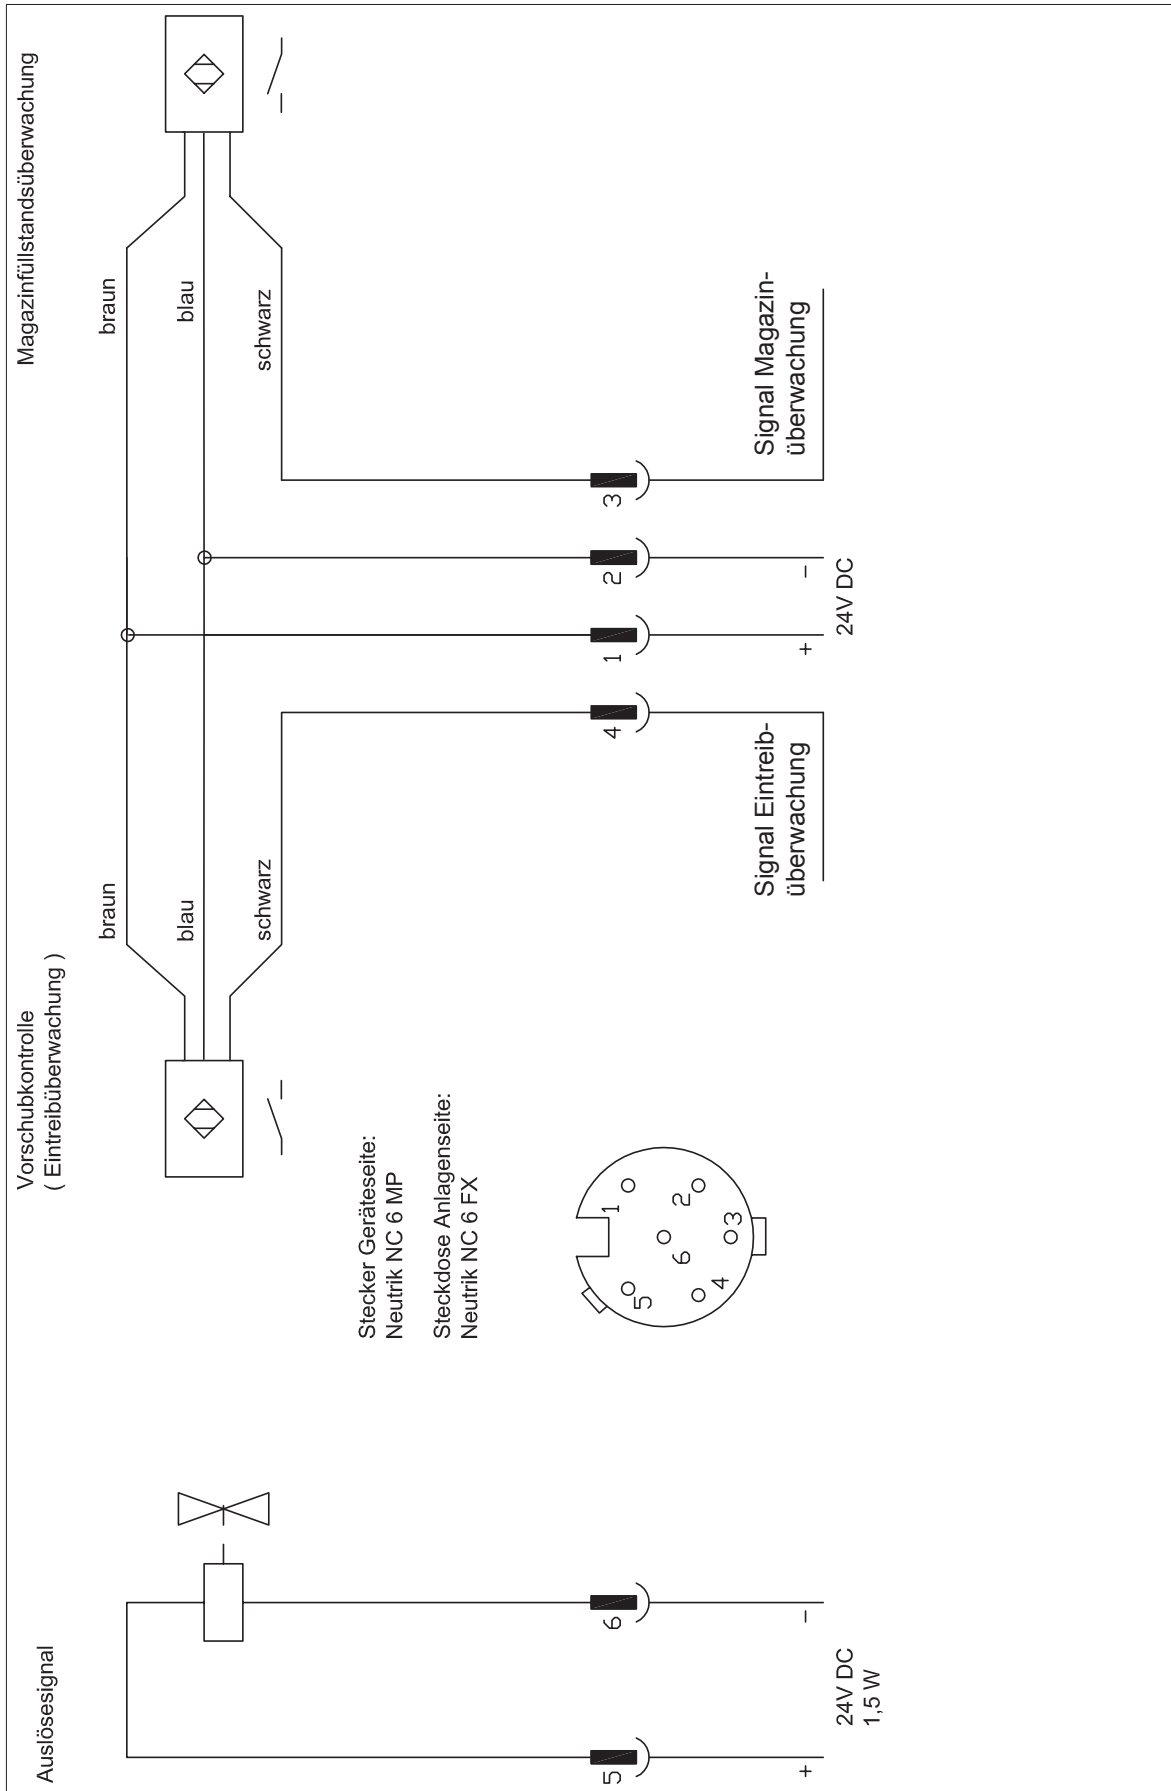 Auslösesignal
Vorschubkontrolle
( Eintreibüberwachung )
Magazinfüllstandsüberwachung
braun
braun
blau
blau
schwarz
schwarz
Stecker Geräteseite:
Neutrik NC 6 MP
Steckdose Anlagenseite:
Neutrik NC 6 FX
1
2
3
4
5
6
5
6
4
1
2
3
+
–
24V DC
1,5 W
Signal Eintreib-
überwachung
+
–
24V DC
Signal Magazin-
überwachung